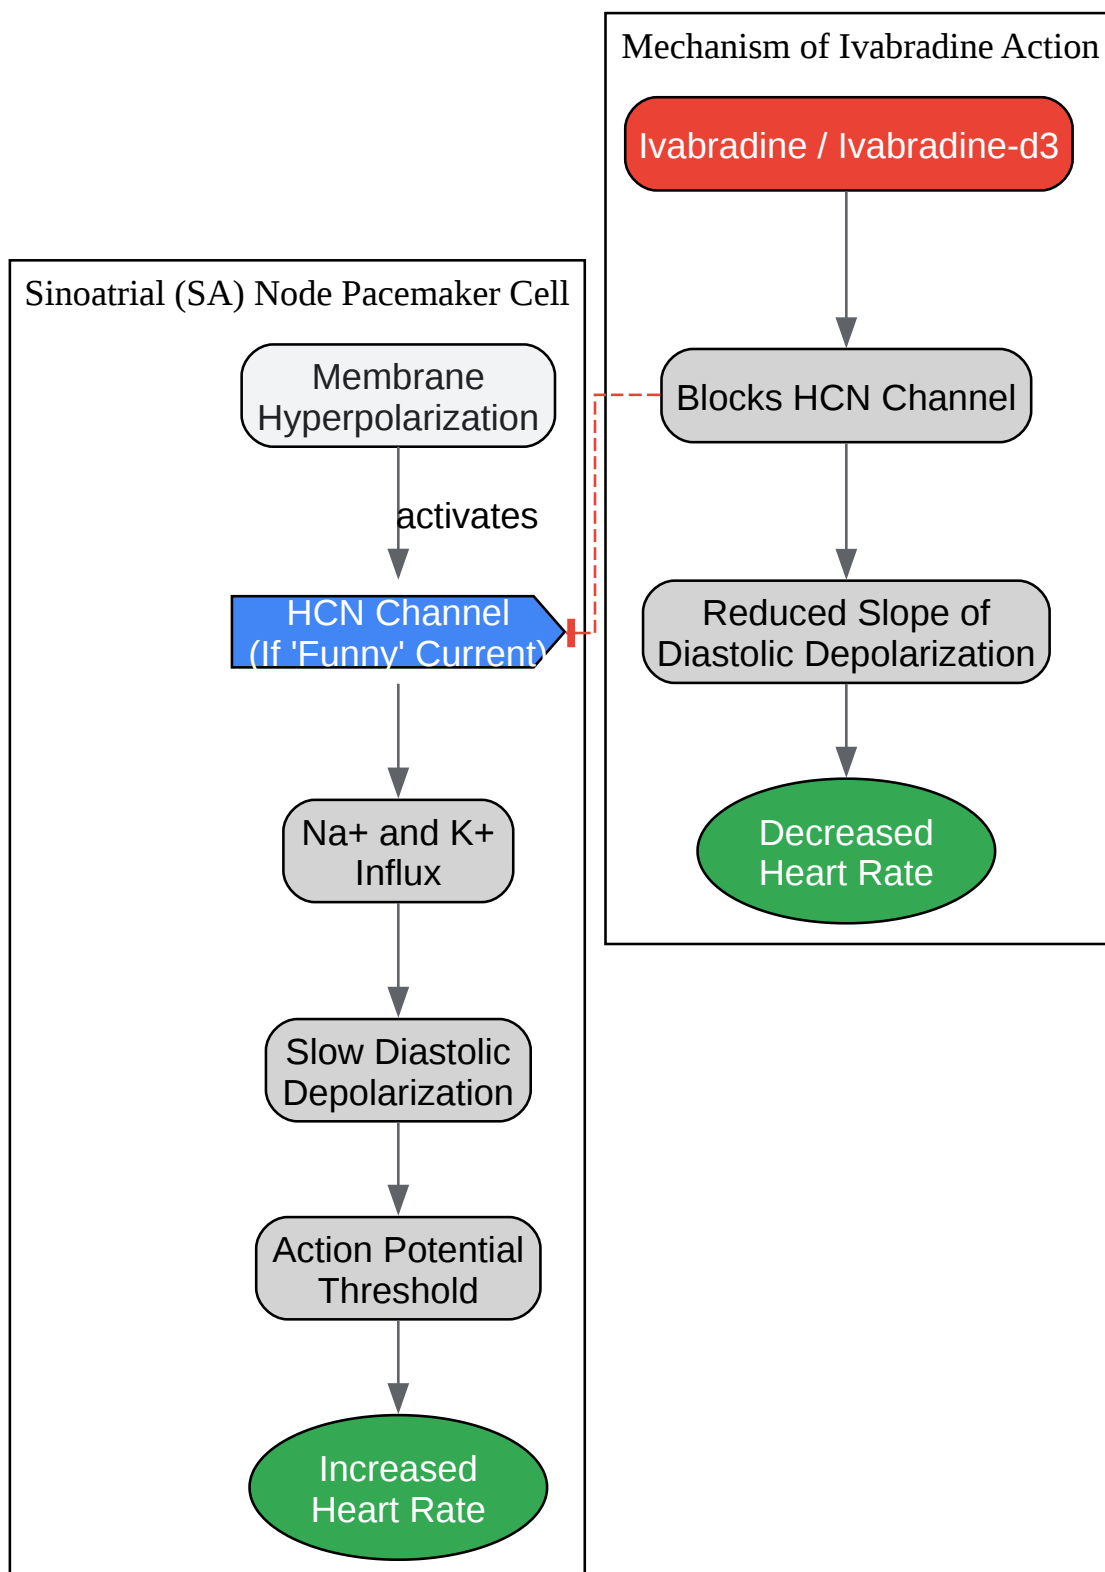 Mechanism of Ivabradine Action
Ivabradine / Ivabradine-d3
Blocks HCN Channel
Reduced Slope of
Diastolic Depolarization
Decreased
Heart Rate
Sinoatrial (SA) Node Pacemaker Cell
Membrane
Hyperpolarization
activates
HCN Channel
(If 'Funny' Current)
Na+ and K+
Influx
Slow Diastolic
Depolarization
Action Potential
Threshold
Increased
Heart Rate